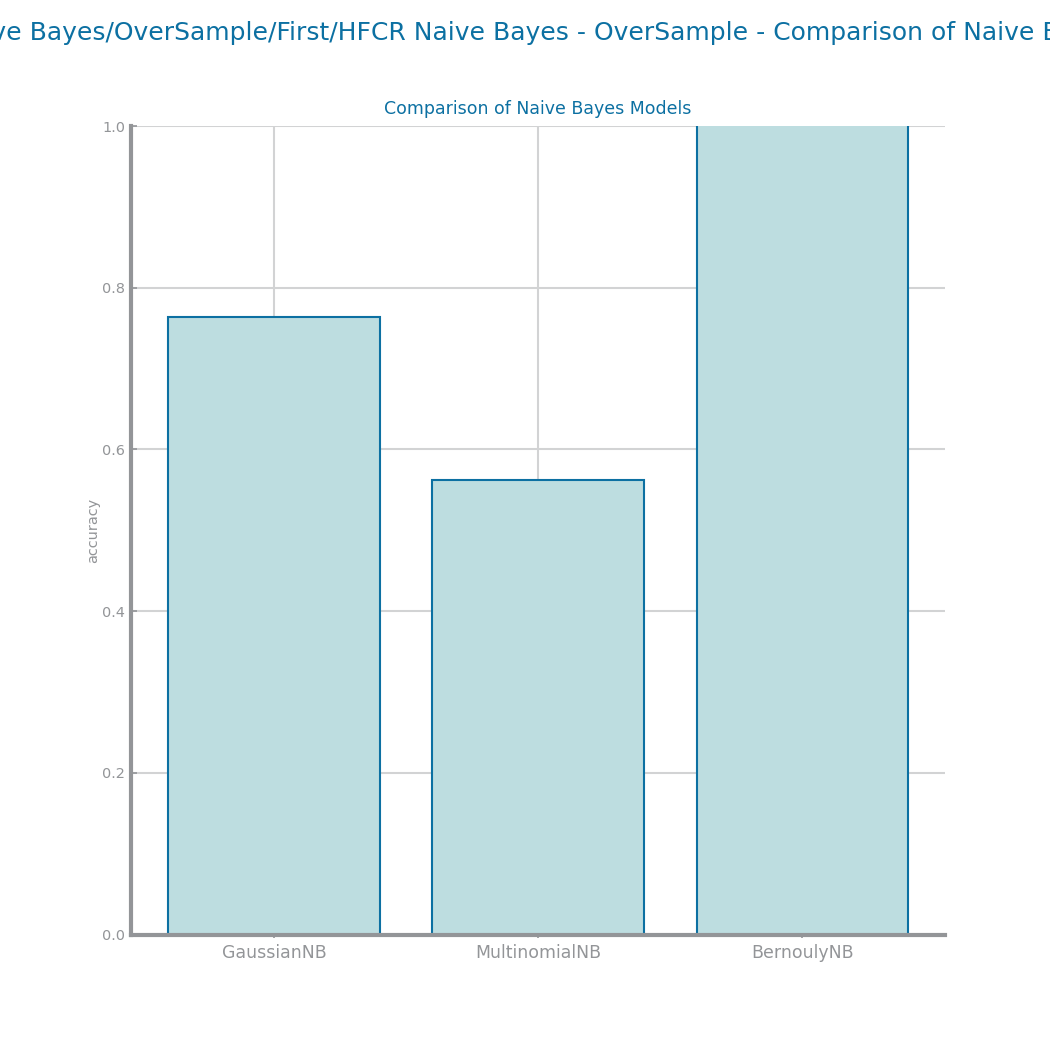 ve Bayes/OverSample/First/HFCR Naive Bayes - OverSample - Comparison of Naive
Comparison of Naive Bayes Models
1.0
0.8
0.6
0.4
0.2
0.0
accuracy
GaussianNB MultinomialNB BernoulyNB